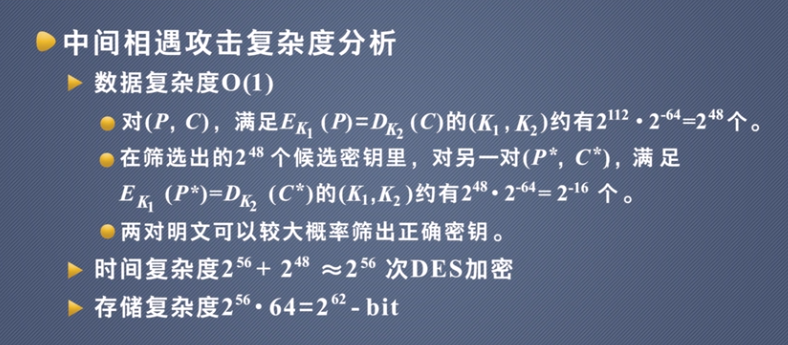 中间相遇攻击复杂度分析
数据复杂度O(1)
对(P, C)，满足E_{K_1}(P)=D_{K_2}(C)的(K_1,K_2)约有2^{112}·2^{-64}=2^{48}个。
在筛选出的2^{48}个候选密钥里，对另一对(P*, C*)，满足
E_{K_1}(P*)=D_{K_2}(C*)的(K_1,K_2)约有2^{48}·2^{-64}=2^{-16}个。
两对明文可以较大概率筛出正确密钥。
时间复杂度2^{56}+2^{48}≈2^{56}次DES加密
存储复杂度2^{56}·64=2^{62}-bit